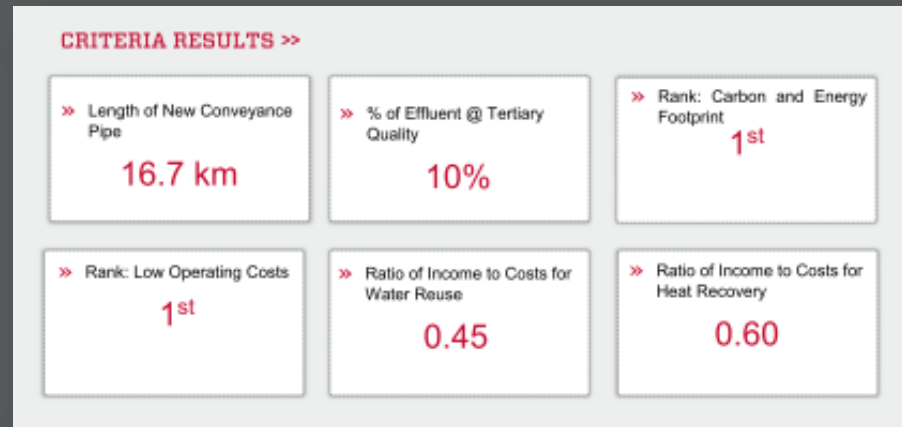 CRITERIA RESULTS >>
>> Length of New Conveyance
Pipe
16.7 km
>> % of Effluent @ Tertiary
Quality
10%
>> Rank: Carbon and Energy
Footprint
1st
>> Rank: Low Operating Costs
1st
>> Ratio of Income to Costs for
Water Reuse
0.45
>> Ratio of Income to Costs for
Heat Recovery
0.60